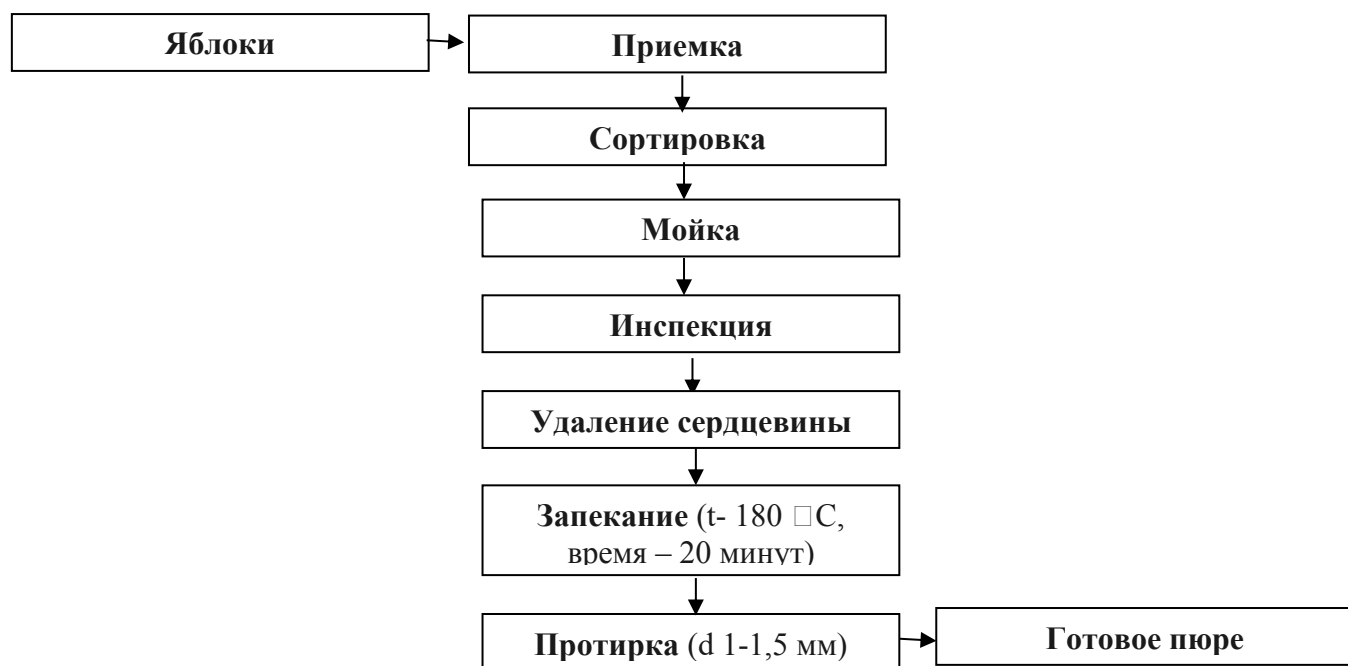 Яблоки
Приемка
Сортировка
Мойка
Инспекция
Удаление сердцевины
Запекание (t- 180 □С,
время – 20 минут)
Протирка (d 1-1,5 мм)
Готовое пюре